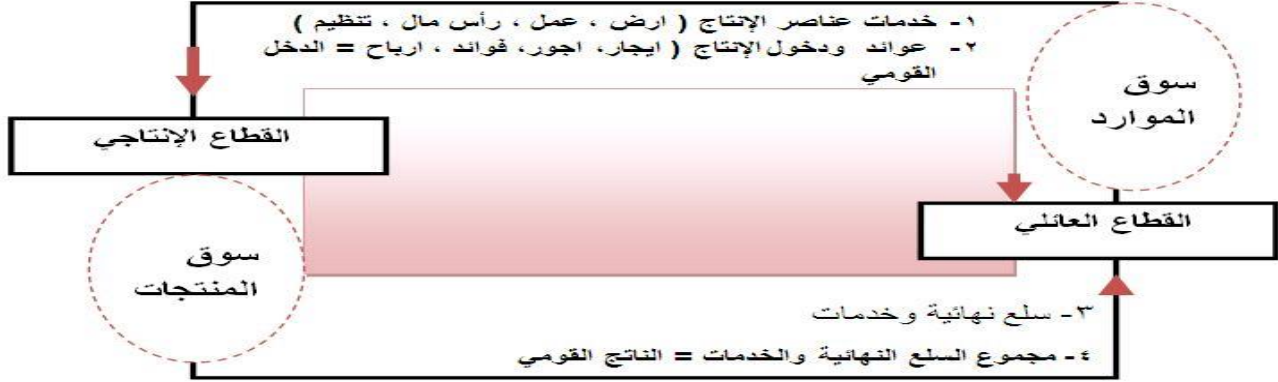 ١- خدمات عناصر الإنتاج ( ارض ، عمل ، رأس مال ، تنظيم )
٢- عوائد ودخول الإنتاج ( ايجار، اجور، فوائد ، ارباح = الدخل
القومي
سوق
الموارد
القطاع الإنتاجي
القطاع العائلي
سوق
المنتجات
٣- سلع نهائية وخدمات
٤- مجموع السلع النهائية والخدمات = الناتج القومي